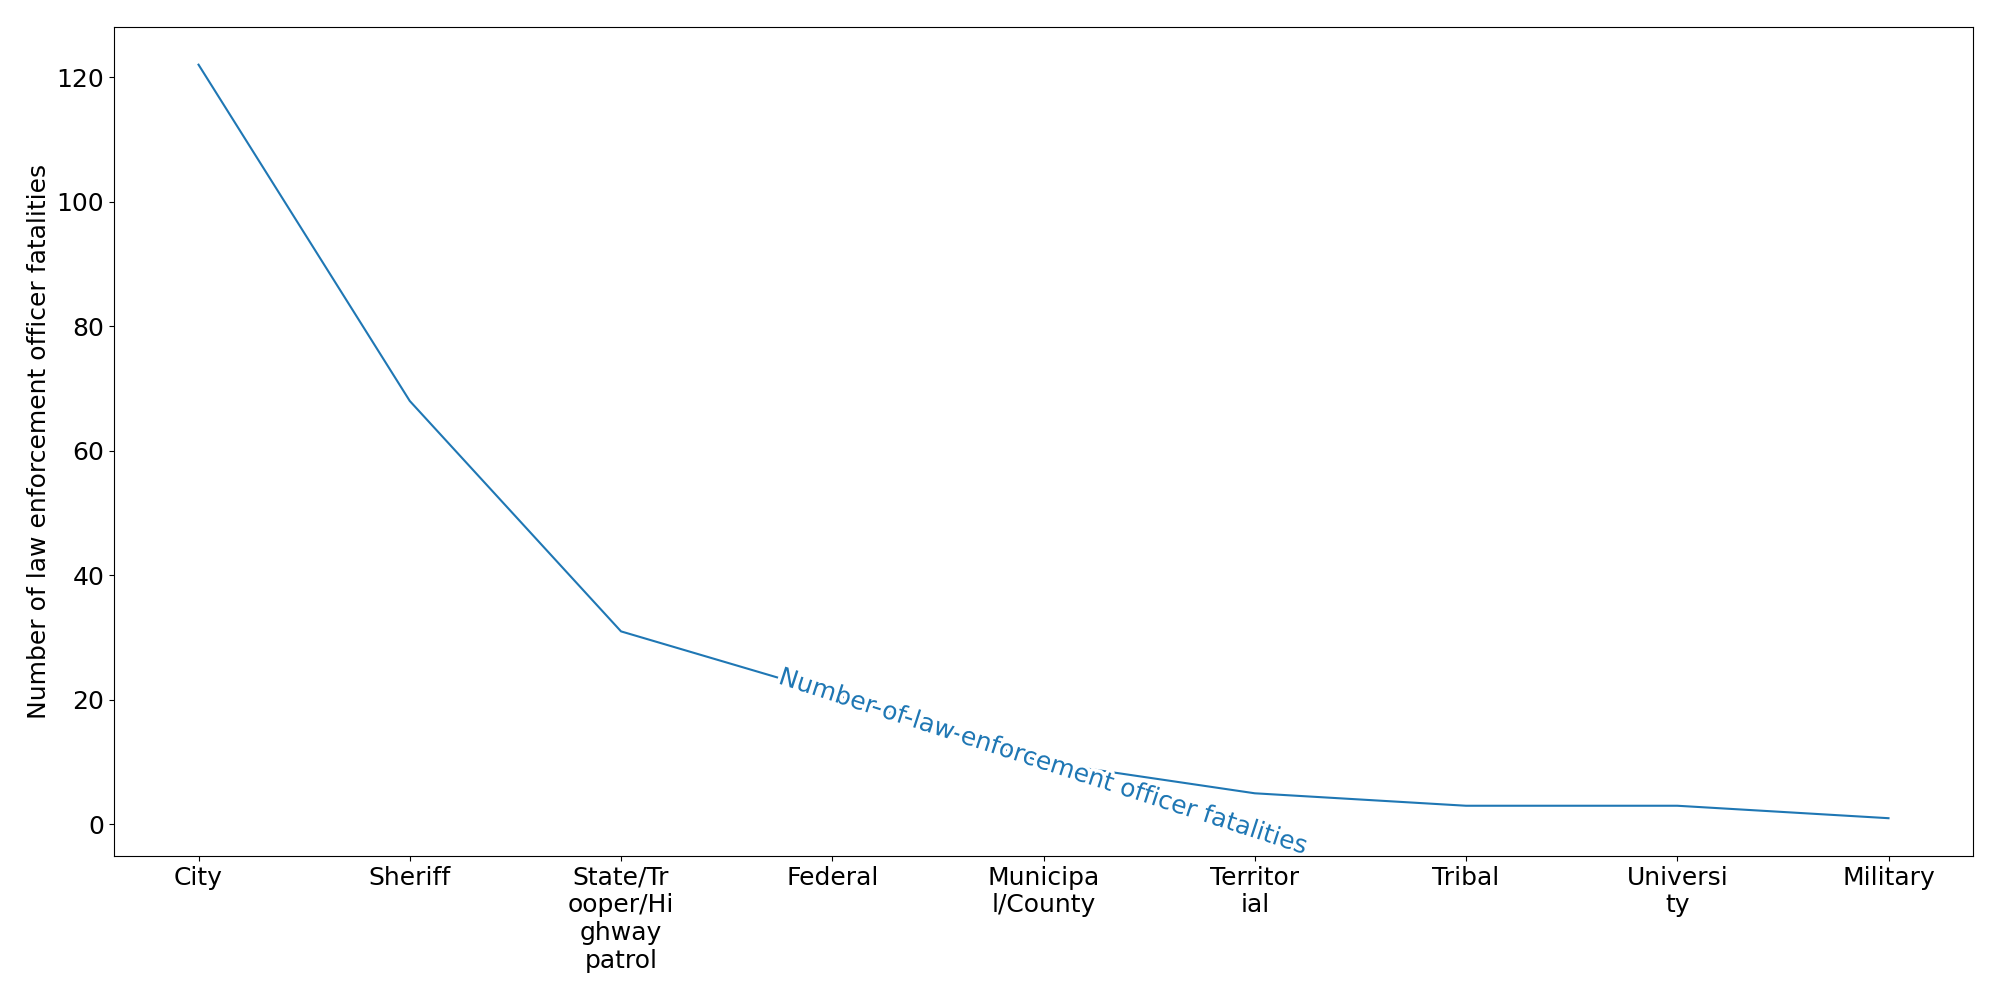 Number of law enforcement officer fatalities
120
100
80
60
40
20
0
Number of law enforcement officer fatalities
City
Sheriff
State/Tr
ooper/Hi
ghway
patrol
Federal
Municipa
l/County
Territor
ial
Tribal
Universi
ty
Military